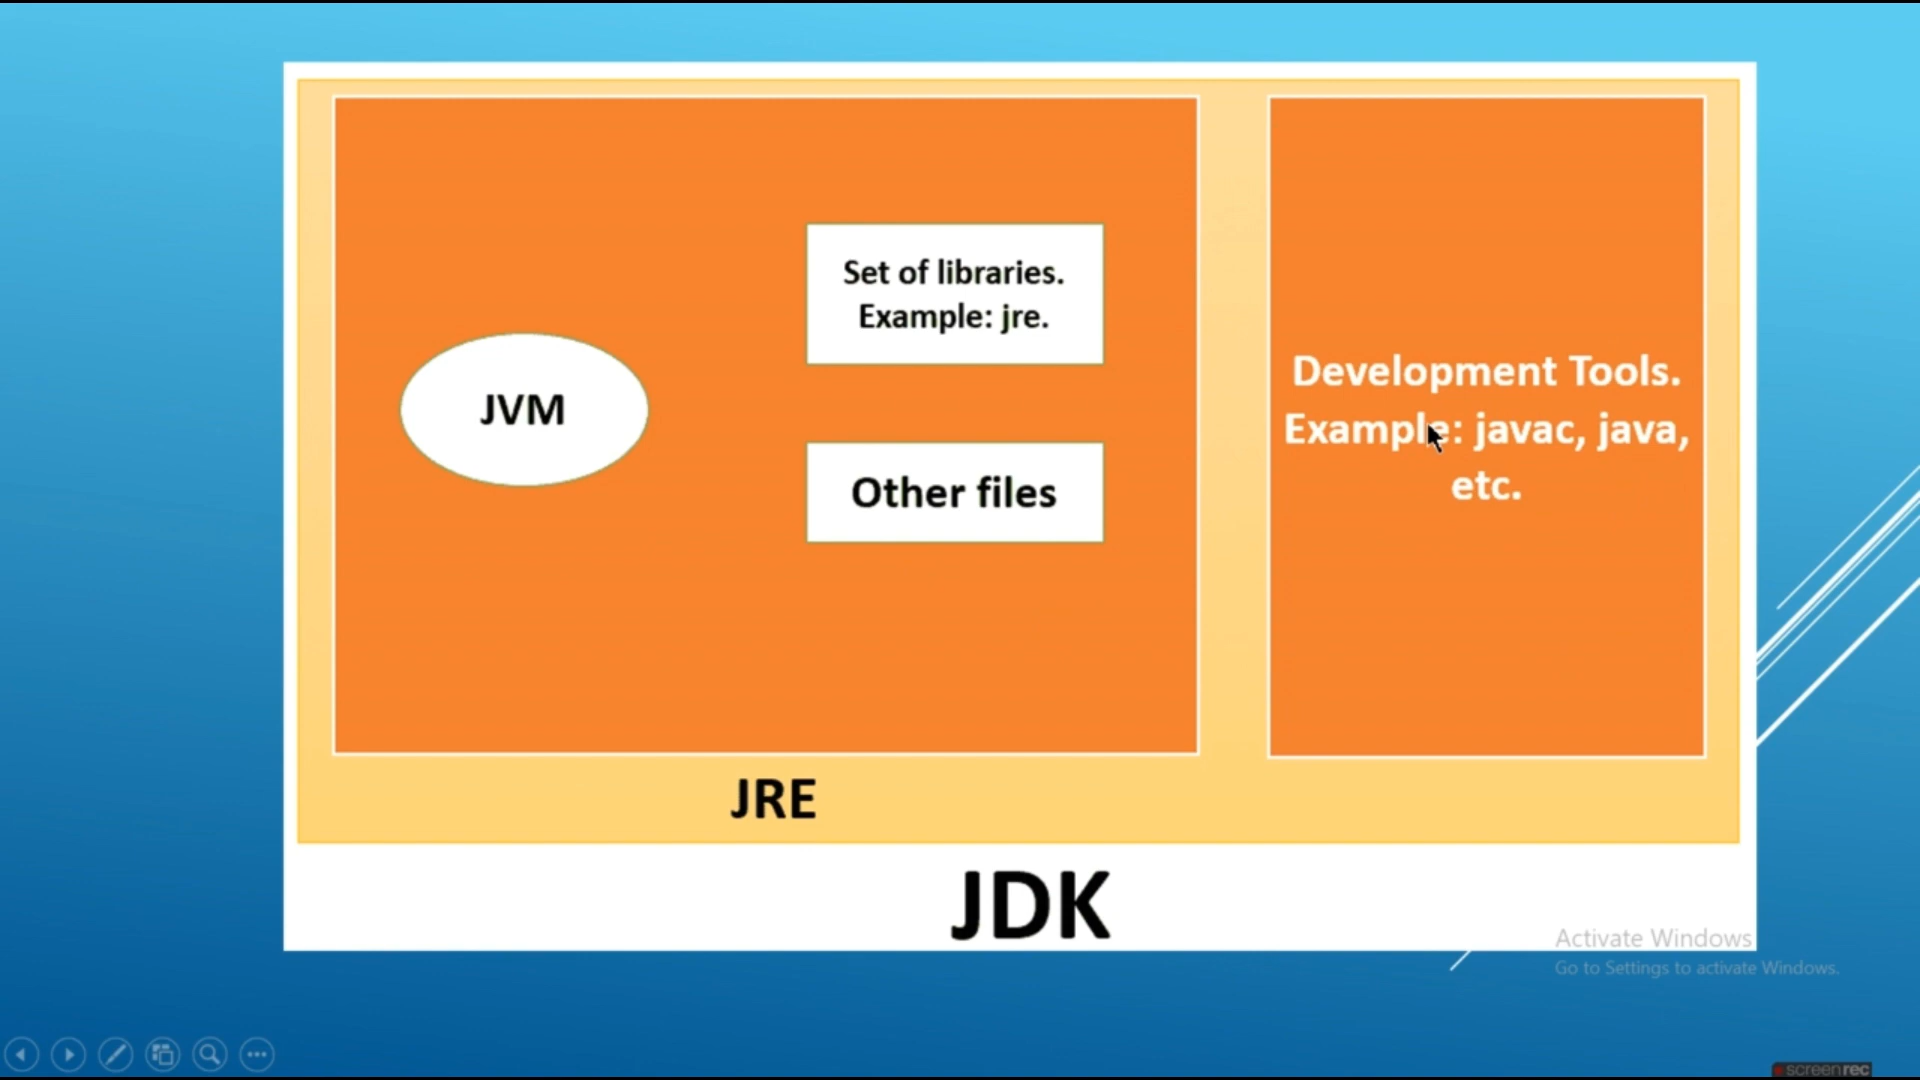 JVM
Set of libraries.
Example: jre.
Other files
Development Tools.
Example: javac, java,
etc.
JRE
JDK
Activate Windows
Go to Settings to activate Windows.
screenrec